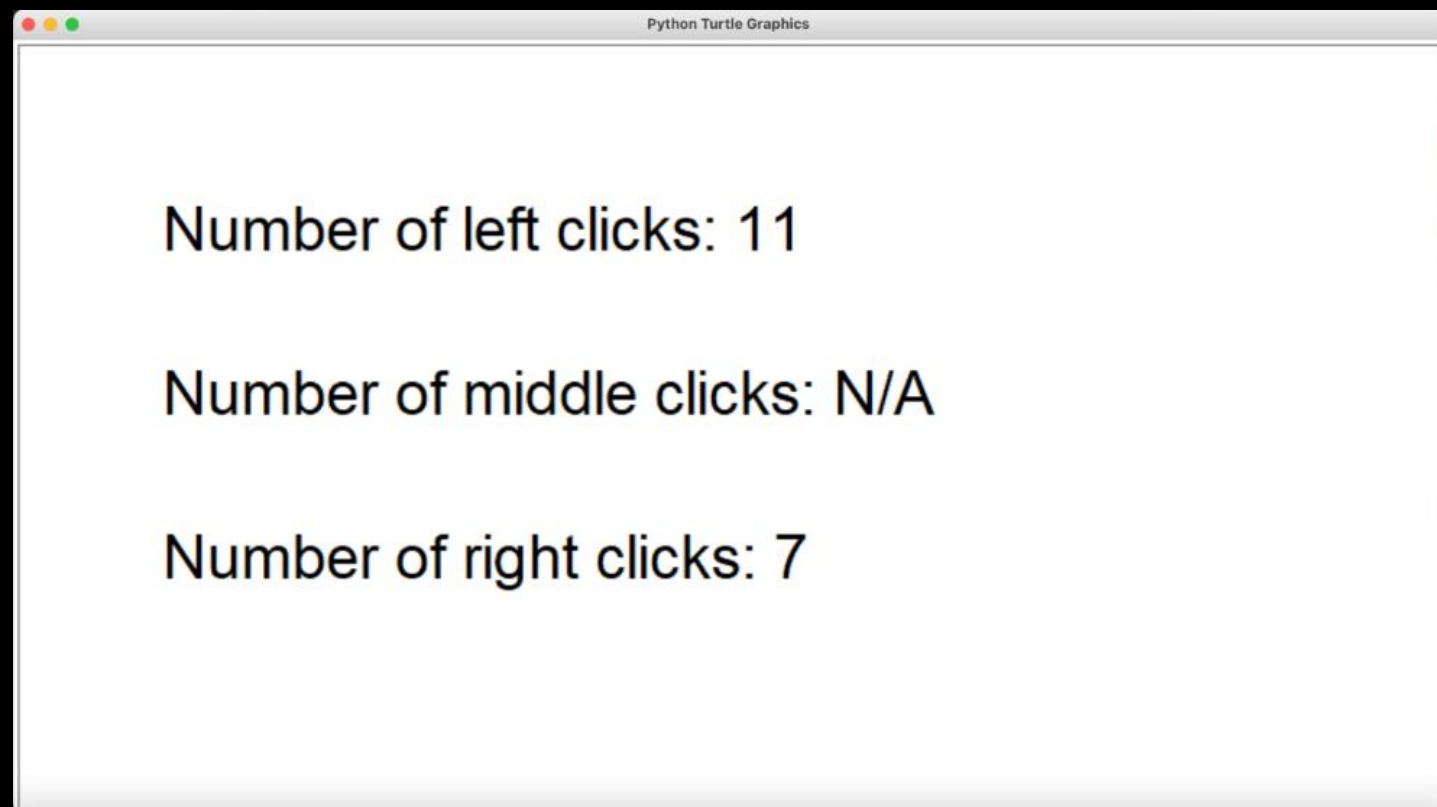 Python Turtle Graphics
Number of left clicks: 11
Number of middle clicks: N/A
Number of right clicks: 7